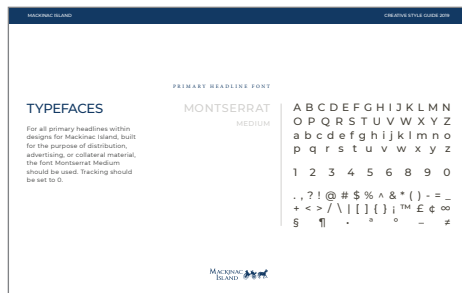 MACKINAC ISLAND
CREATIVE STYLE GUIDE 2019
PRIMARY HEADLINE FONT
TYPEFACES
For all primary headlines within
designs for Mackinac Island, built
for the purpose of distribution,
advertising, or collateral material,
the font Montserrat Medium
should be used. Tracking should
be set to 0.
MONTSERRAT
MEDIUM
A B C D E F G H I J K L M N
O P Q R S T U V W X Y Z
a b c d e f g h i j k l m n o
p q r s t u v w x y z
1 2 3 4 5 6 7 8 9 0
. , ? ! @ # $ % ^ & * ( ) - = _
+ < > / \ | [ ] { } ¡ ™ £ ¢ ∞
§ ¶ • ª º – ≠
MACKINAC
ISLAND